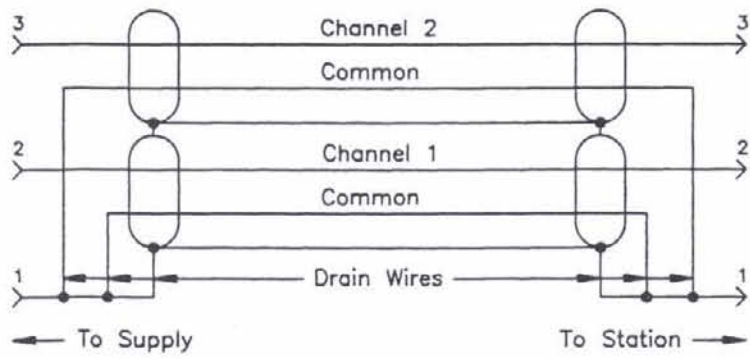 3 Channel 2 3
Common
2 Channel 1 2
Common
1 Drain Wires 1
To Supply To Station